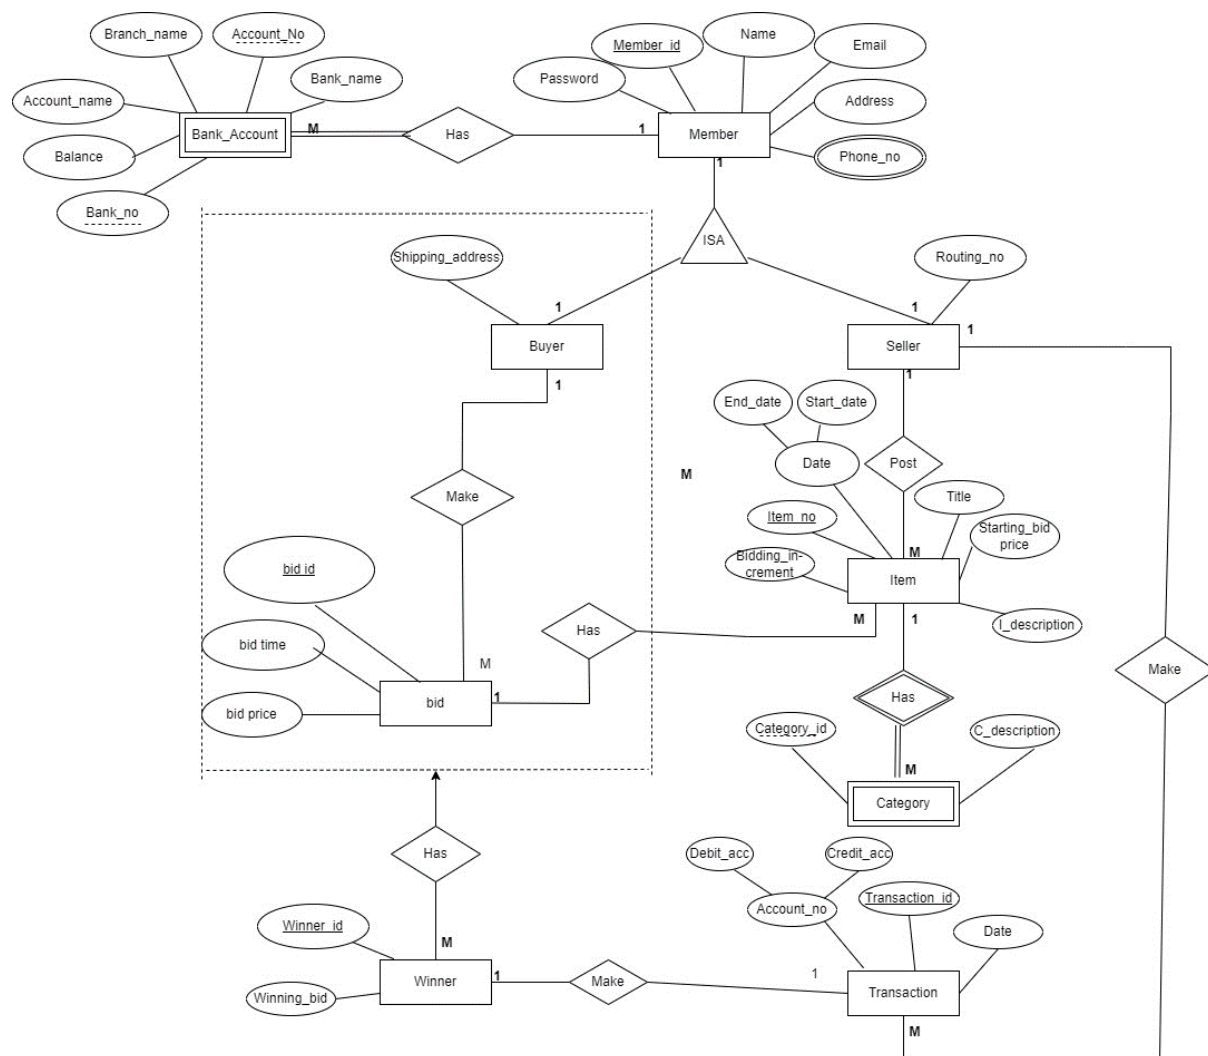 Branch_name
Account_No
Member_id
Name
Email
Bank_name
Password
Account_name
Address
Bank_Account
M
Has
1
Member
Balance
Phone_no
1
Bank_no
ISA
Shipping_address
Routing_no
1
1
1
Buyer
Seller
1
1
End_date
Start_date
Date
Post
M
Make
Title
Item_no
Starting_bid
price
Bidding_in-
crement
M
Item
bid id
M
1
I_description
Has
bid time
M
Make
1
bid
Has
bid price
Category_id
C_description
M
Category
Has
Debit_acc
Credit_acc
Account_no
Transaction_id
Winner_id
Date
M
1
1
Winner
Make
Transaction
Winning_bid
M